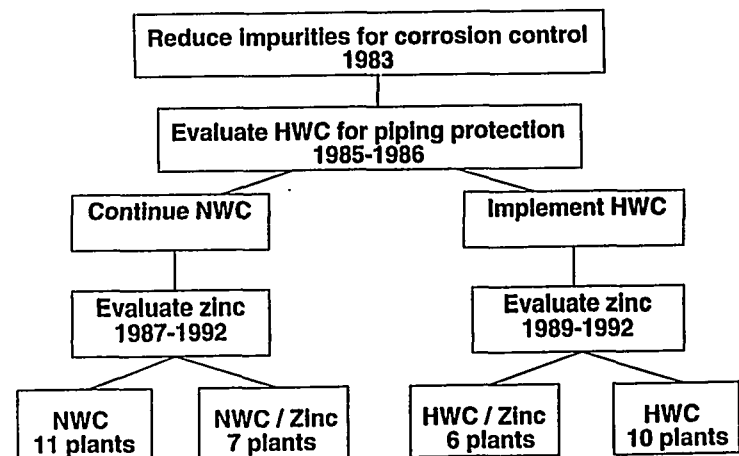 Reduce impurities for corrosion control
1983
Evaluate HWC for piping protection
1985-1986
Continue NWC
Implement HWC
Evaluate zinc
1987-1992
Evaluate zinc
1989-1992
NWC
11 plants
NWC / Zinc
7 plants
HWC / Zinc
6 plants
HWC
10 plants